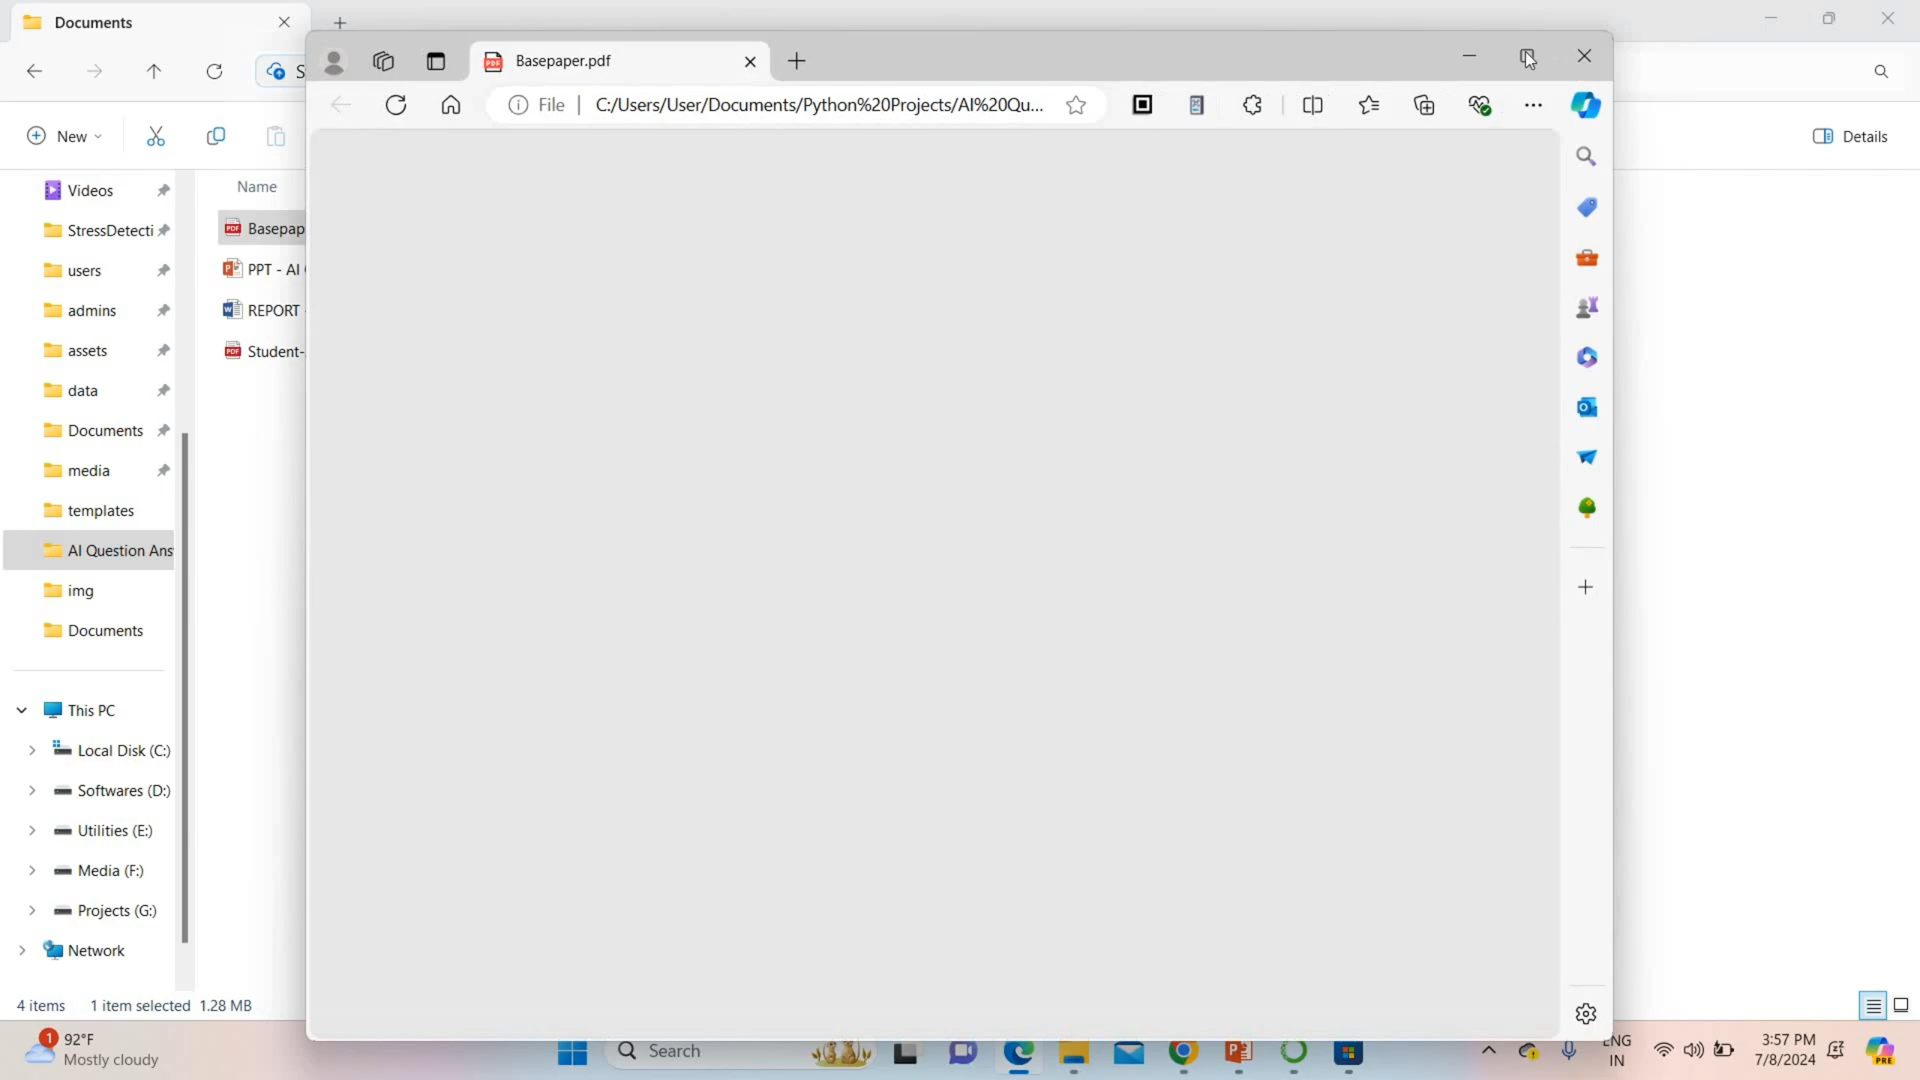 Documents
Basepaper.pdf
File
C:/Users/User/Documents/Python%20Projects/AI%20Qu...
S
New
Details
Name
Videos
StressDetecti
users
admins
assets
data
Documents
media
templates
AI Question Ans
img
Documents
This PC
Local Disk (C:)
Softwares (D:)
Utilities (E:)
Media (F:)
Projects (G:)
Network
Basepap
PPT - AI
REPORT
Student-
4 items
1 item selected 1.28 MB
1
92°F
Mostly cloudy
Search
ENG
IN
3:57 PM
7/8/2024
PRE